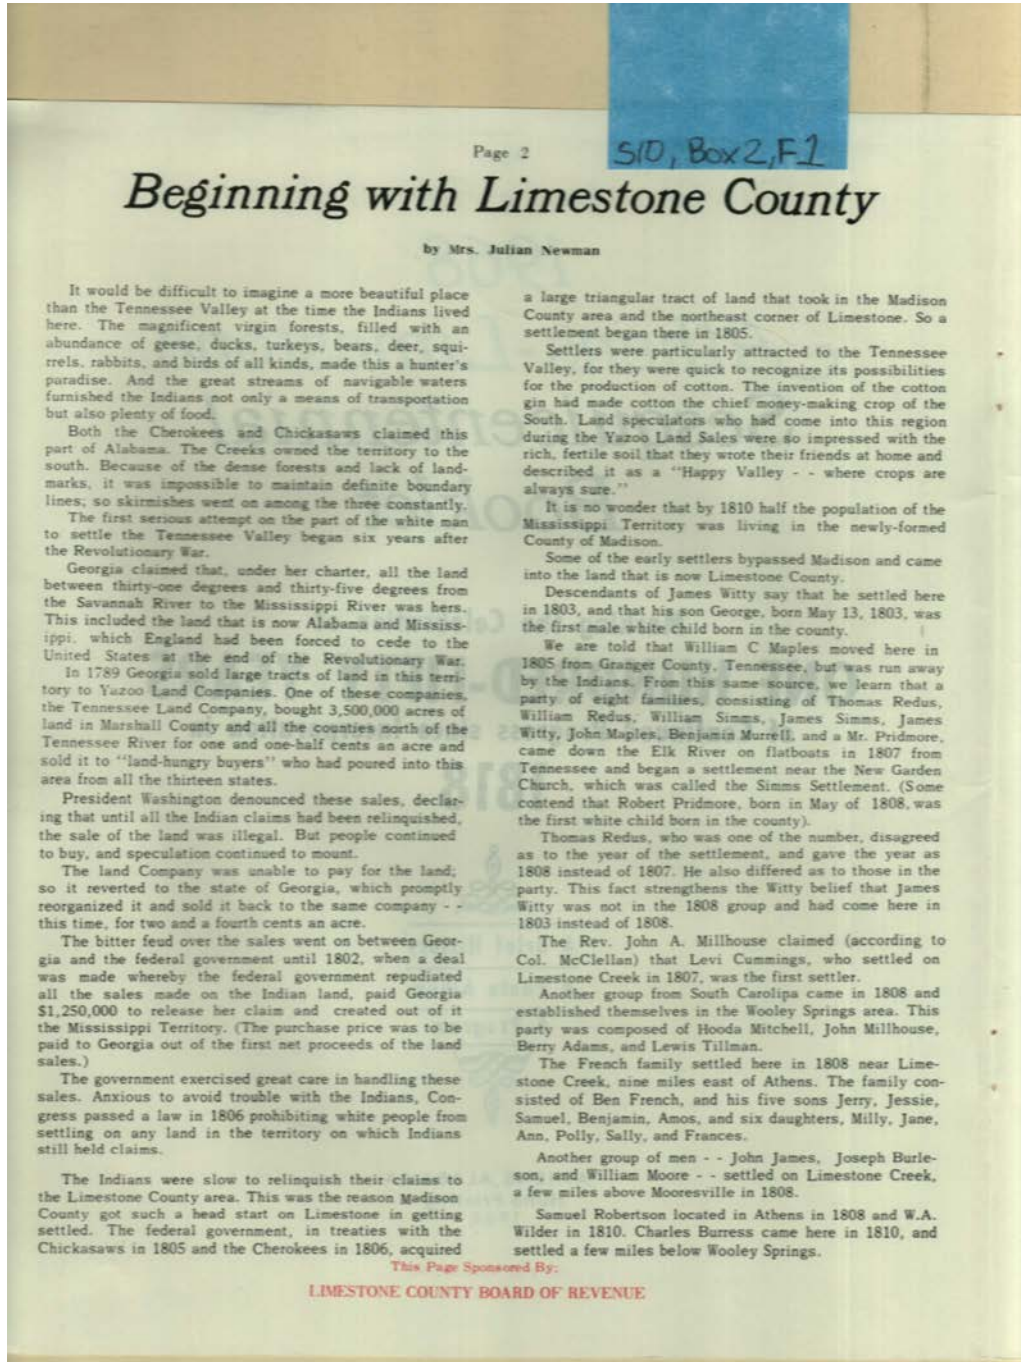 S10, Box 2, F1
Page 2
Beginning with Limestone County
by Mrs. Julian Newman
It would be difficult to imagine a more beautiful place
than the Tennessee Valley at the time the Indians lived
here. The magnificent virgin forests, filled with an
abundance of geese, ducks, turkeys, bears, deer, squi-
rrels, rabbits, and birds of all kinds, made this a hunter's
paradise. And the great streams of navigable waters
furnished the Indians not only a means of transportation
but also plenty of food.
Both the Cherokees and Chickasaws claimed this
part of Alabama. The Creeks owned the territory to the
south. Because of the dense forests and lack of land-
marks, it was impossible to maintain definite boundary
lines; so skirmishes went on among the three constantly.
The first serious attempt on the part of the white man
to settle the Tennessee Valley began six years after
the Revolutionary War.
Georgia claimed that, under her charter, all the land
between thirty-one degrees and thirty-five degrees from
the Savannah River to the Mississippi River was hers.
This included the land that is now Alabama and Mississ-
ippi, which England had been forced to cede to the
United States at the end of the Revolutionary War.
In 1789 Georgia sold large tracts of land in this terri-
tory to Yazoo Land Companies. One of these companies,
the Tennessee Land Company, bought 3,500,000 acres of
land in Marshall County and all the counties north of the
Tennessee River for one and one-half cents an acre and
sold it to "land-hungry buyers" who had poured into this
area from all the thirteen states.
President Washington denounced these sales, declar-
ing that until all the Indian claims had been relinquished,
the sale of the land was illegal. But people continued
to buy, and speculation continued to mount.
The land Company was unable to pay for the land;
so it reverted to the state of Georgia, which promptly
reorganized it and sold it back to the same company - -
this time, for two and a fourth cents an acre.
The bitter feud over the sales went on between Geor-
gia and the federal government until 1802, when a deal
was made whereby the federal government repudiated
all the sales made on the Indian land, paid Georgia
$1,250,000 to release her claim and created out of it
the Mississippi Territory. (The purchase price was to be
paid to Georgia out of the first net proceeds of the land
sales.)
The government exercised great care in handling these
sales. Anxious to avoid trouble with the Indians, Con-
gress passed a law in 1806 prohibiting white people from
settling on any land in the territory on which Indians
still held claims.
The Indians were slow to relinquish their claims to
the Limestone County area. This was the reason Madison
County got such a head start on Limestone in getting
settled. The federal government, in treaties with the
Chickasaws in 1805 and the Cherokees in 1806, acquired
a large triangular tract of land that took in the Madison
County area and the northeast corner of Limestone. So a
settlement began there in 1805.
Settlers were particularly attracted to the Tennessee
Valley, for they were quick to recognize its possibilities
for the production of cotton. The invention of the cotton
gin had made cotton the chief money-making crop of the
South. Land speculators who had come into this region
during the Yazoo Land Sales were so impressed with the
rich, fertile soil that they wrote their friends at home and
described it as a "Happy Valley - - where crops are
always sure."
It is no wonder that by 1810 half the population of the
Mississippi Territory was living in the newly-formed
County of Madison.
Some of the early settlers bypassed Madison and came
into the land that is now Limestone County.
Descendants of James Witty say that he settled here
in 1803, and that his son George, born May 13, 1803, was
the first male white child born in the county.
We are told that William C Maples moved here in
1805 from Granger County, Tennessee, but was run away
by the Indians. From this same source, we learn that a
party of eight families, consisting of Thomas Redus,
William Redus, William Simms, James Simms, James
Witty, John Maples, Benjamin Murrell, and a Mr. Pridmore,
came down the Elk River on flatboats in 1807 from
Tennessee and began a settlement near the New Garden
Church, which was called the Simms Settlement. (Some
contend that Robert Pridmore, born in May of 1808, was
the first white child born in the county).
Thomas Redus, who was one of the number, disagreed
as to the year of the settlement, and gave the year as
1808 instead of 1807. He also differed as to those in the
party. This fact strengthens the Witty belief that James
Witty was not in the 1808 group and had come here in
1803 instead of 1808.
The Rev. John A. Millhouse claimed (according to
Col. McClellan) that Levi Cummings, who settled on
Limestone Creek in 1807, was the first settler.
Another group from South Carolipa came in 1808 and
established themselves in the Wooley Springs area. This
party was composed of Hooda Mitchell, John Millhouse,
Berry Adams, and Lewis Tillman.
The French family settled here in 1808 near Lime-
stone Creek, nine miles east of Athens. The family con-
sisted of Ben French, and his five sons Jerry, Jessie,
Samuel, Benjamin, Amos, and six daughters, Milly, Jane,
Ann, Polly, Sally, and Frances.
Another group of men - - John James, Joseph Burle-
son, and William Moore - - settled on Limestone Creek,
a few miles above Mooresville in 1808.
Samuel Robertson located in Athens in 1808 and W.A.
Wilder in 1810. Charles Burress came here in 1810, and
settled a few miles below Wooley Springs.
This Page Sponsored By:
LIMESTONE COUNTY BOARD OF REVENUE